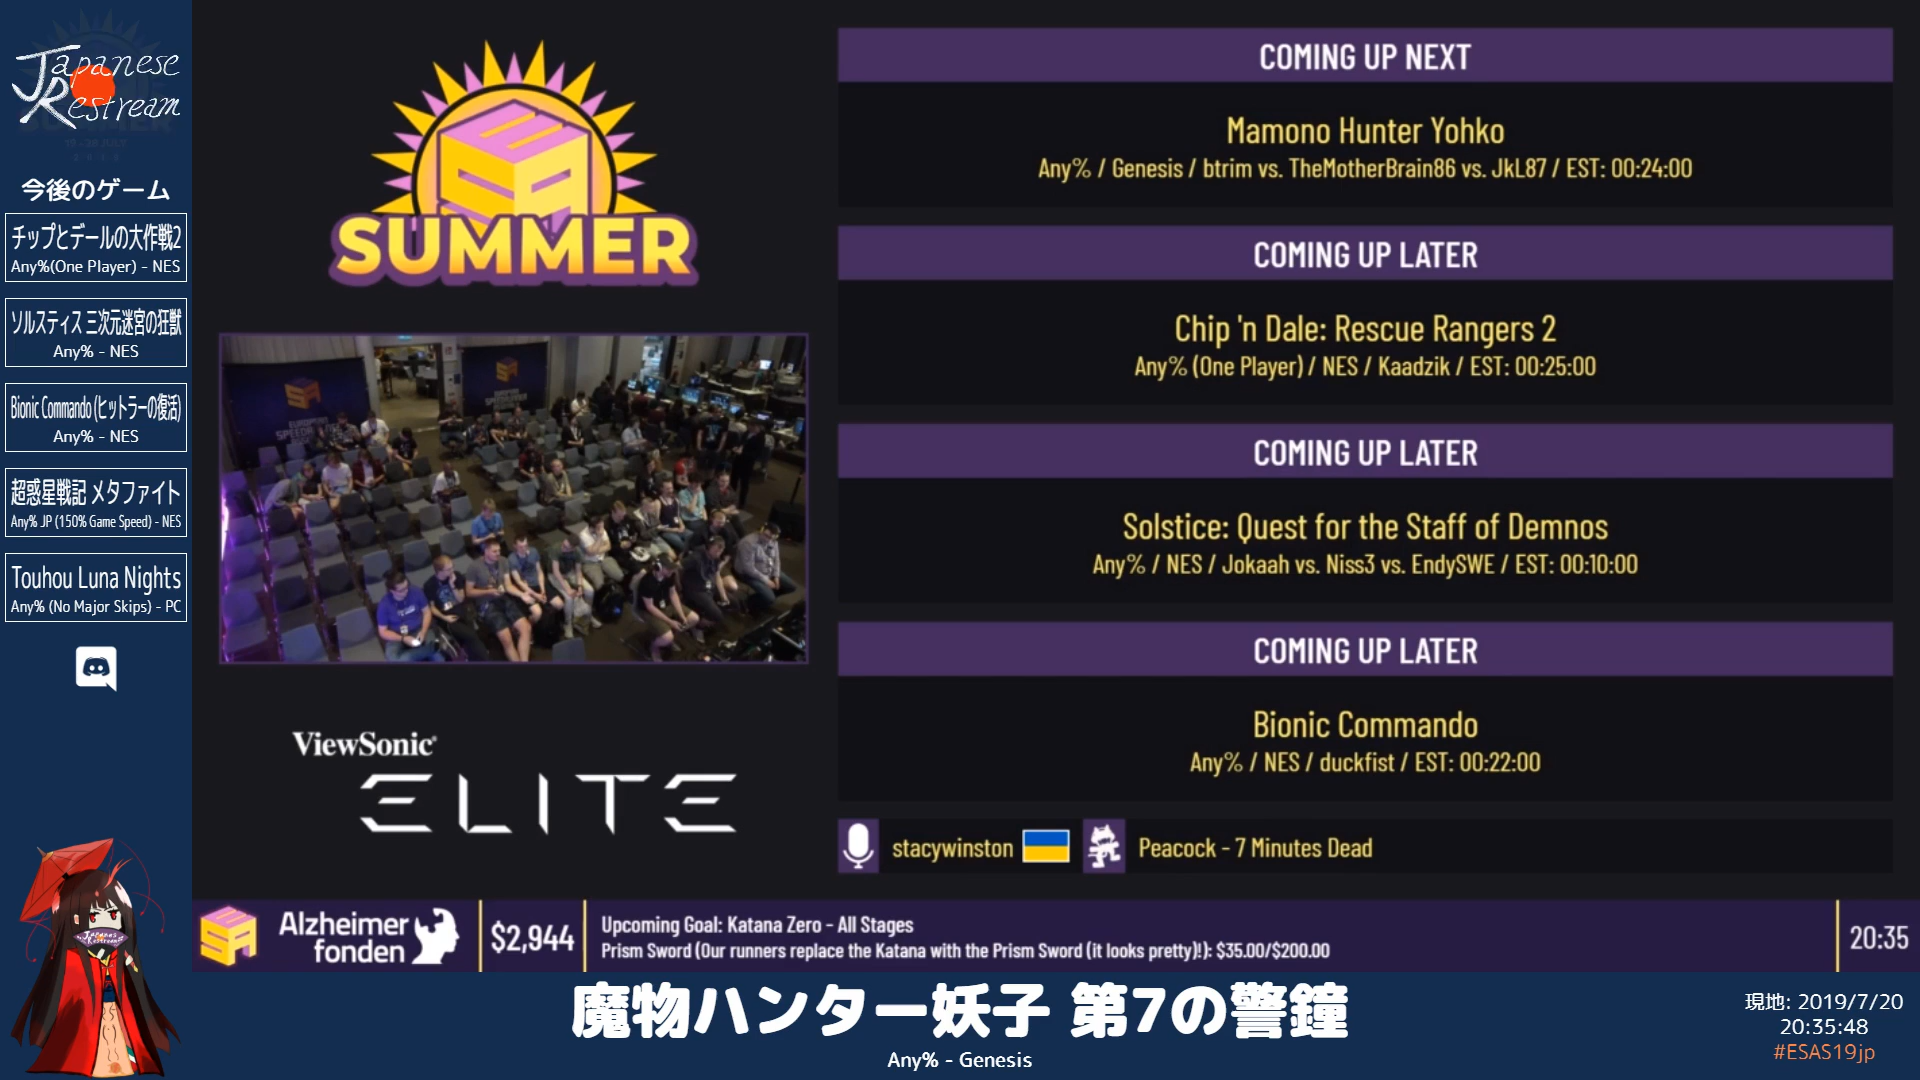 Japanese
Restream
今後のゲーム
チップとデールの大作戦2
Any%(One Player) - NES
ソルスティス 三次元迷宮の狂獣
Any% - NES
Bionic Commando (ヒットラーの復活)
Any% - NES
超惑星戦記 メタファイト
Any% JP (150% Game Speed) - NES
Touhou Luna Nights
Any% (No Major Skips) - PC
ESA
SUMMER
ViewSonic
ELITE
COMING UP NEXT
Mamono Hunter Yohko
Any% / Genesis / btrim vs. TheMotherBrain86 vs. JkL87 / EST: 00:24:00
COMING UP LATER
Chip 'n Dale: Rescue Rangers 2
Any% (One Player) / NES / Kaadzik / EST: 00:25:00
COMING UP LATER
Solstice: Quest for the Staff of Demnos
Any% / NES / Jokaah vs. Niss3 vs. EndySWE / EST: 00:10:00
COMING UP LATER
Bionic Commando
Any% / NES / duckfist / EST: 00:22:00
stacywinston
Peacock - 7 Minutes Dead
ESA
Alzheimer
fonden
$2,944
Upcoming Goal: Katana Zero - All Stages
Prism Sword (Our runners replace the Katana with the Prism Sword (it looks pretty)!): $35.00/$200.00
20:35
魔物ハンター妖子 第7の警鐘
Any% - Genesis
現地: 2019/7/20
20:35:48
#ESAS19jp